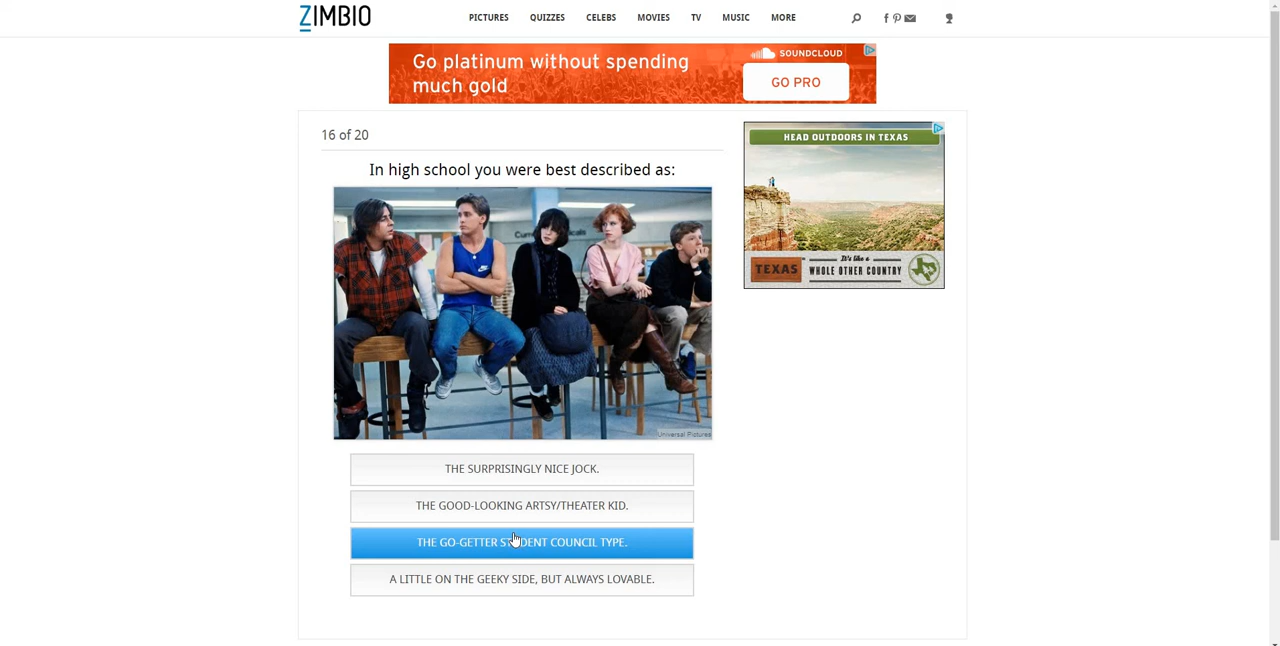 ZIMBIO
PICTURES QUIZZES CELEBS MOVIES TV MUSIC MORE
Go platinum without spending
much gold
SOUNDCLOUD
GO PRO
16 of 20
In high school you were best described as:
Universal Pictures
THE SURPRISINGLY NICE JOCK.
THE GOOD-LOOKING ARTSY/THEATER KID.
THE GO-GETTER STUDENT COUNCIL TYPE.
A LITTLE ON THE GEEKY SIDE, BUT ALWAYS LOVABLE.
HEAD OUTDOORS IN TEXAS
TEXAS
It's like a
WHOLE OTHER COUNTRY